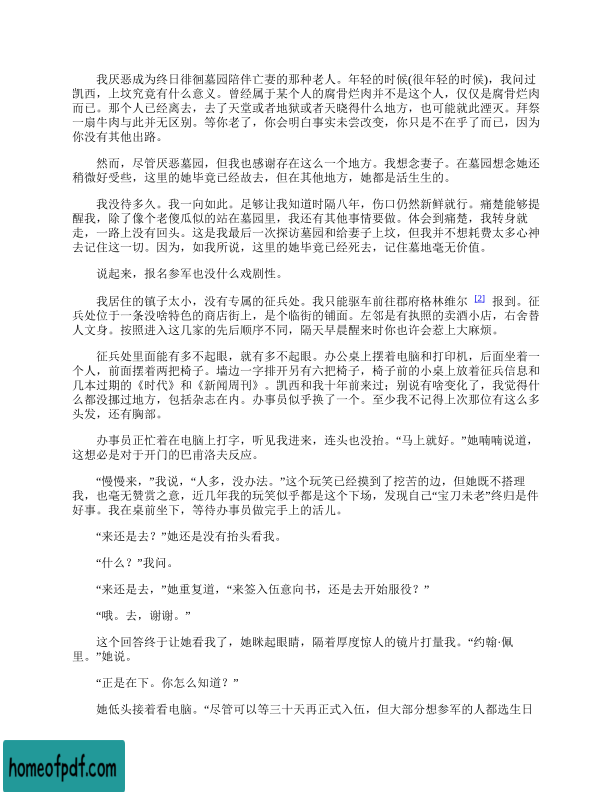 我厌恶成为终日徘徊墓园陪伴亡妻的那种老人。年轻的时候(很年轻的时候)，我问过
凯西，上坟究竟有什么意义。曾经属于某个人的腐骨烂肉并不是这个人，仅仅是腐骨烂肉
而已。那个人已经离去，去了天堂或者地狱或者天晓得什么地方，也可能就此湮灭。拜祭
一扇牛肉与此并无区别。等你老了，你会明白事实未尝改变，你只是不在乎了而已，因为
你没有其他出路。
然而，尽管厌恶墓园，但我也感谢存在这么一个地方。我想念妻子。在墓园想念她还
稍微好受些，这里的她毕竟已经故去，但在其他地方，她都是活生生的。
我没待多久。我一向如此。足够让我知道时隔八年，伤口仍然新鲜就行。痛楚能够提
醒我，除了像个老傻瓜似的站在墓园里，我还有其他事情要做。体会到痛楚，我转身就
走，一路上没有回头。这是我最后一次探访墓园和给妻子上坟，但我并不想耗费太多心神
去记住这一切。因为，如我所说，这里的她毕竟已经死去，记住墓地毫无价值。
说起来，报名参军也没什么戏剧性。
我居住的镇子太小，没有专属的征兵处。我只能驱车前往郡府格林维尔 [2] 报到。征
兵处位于一条没啥特色的商店街上，是个临街的铺面。左邻是有执照的卖酒小店，右舍替
人文身。按照进入这几家的先后顺序不同，隔天早晨醒来时你也许会惹上大麻烦。
征兵处里面能有多不起眼，就有多不起眼。办公桌上摆着电脑和打印机，后面坐着一
个人，前面摆着两把椅子。墙边一字排开另有六把椅子，椅子前的小桌上放着征兵信息和
几本过期的《时代》和《新闻周刊》。凯西和我十年前来过；别说有啥变化了，我觉得什
么都没挪过地方，包括杂志在内。办事员似乎换了一个。至少我不记得上次那位有这么多
头发，还有胸部。
办事员正忙着在电脑上打字，听见我进来，连头也没抬。“马上就好。”她喃喃说道，
这想必是对于开门的巴甫洛夫反应。
“慢慢来，”我说，“人多，没办法。”这个玩笑已经摸到了挖苦的边，但她既不搭理
我，也毫无赞赏之意，近几年我的玩笑似乎都是这个下场，发现自己“宝刀未老”终归是件
好事。我在桌前坐下，等待办事员做完手上的活儿。
“来还是去？”她还是没有抬头看我。
“什么？”我问。
“来还是去，”她重复道，“来签入伍意向书，还是去开始服役？”
“哦。去，谢谢。”
这个回答终于让她看我了，她眯起眼睛，隔着厚度惊人的镜片打量我。“约翰·佩
里。”她说。
“正是在下。你怎么知道？”
她低头接着看电脑。“尽管可以等三十天再正式入伍，但大部分想参军的人都选生日
homeofpdf.com